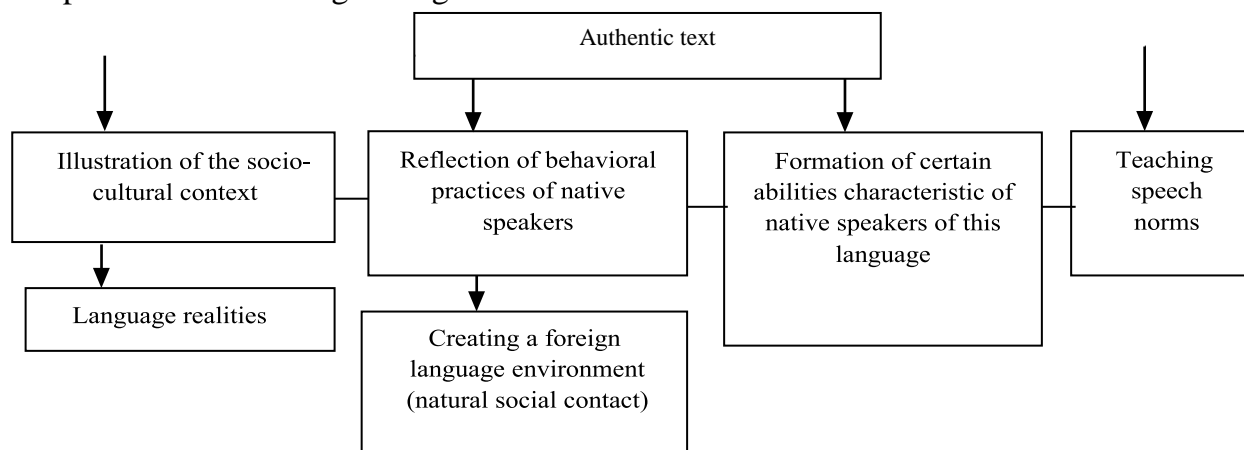 Authentic text
Illustration of the socio-
cultural context
Reflection of behavioral
practices of native
speakers
Formation of certain
abilities characteristic of
native speakers of this
language
Teaching
speech
norms
Language realities
Creating a foreign
language environment
(natural social contact)